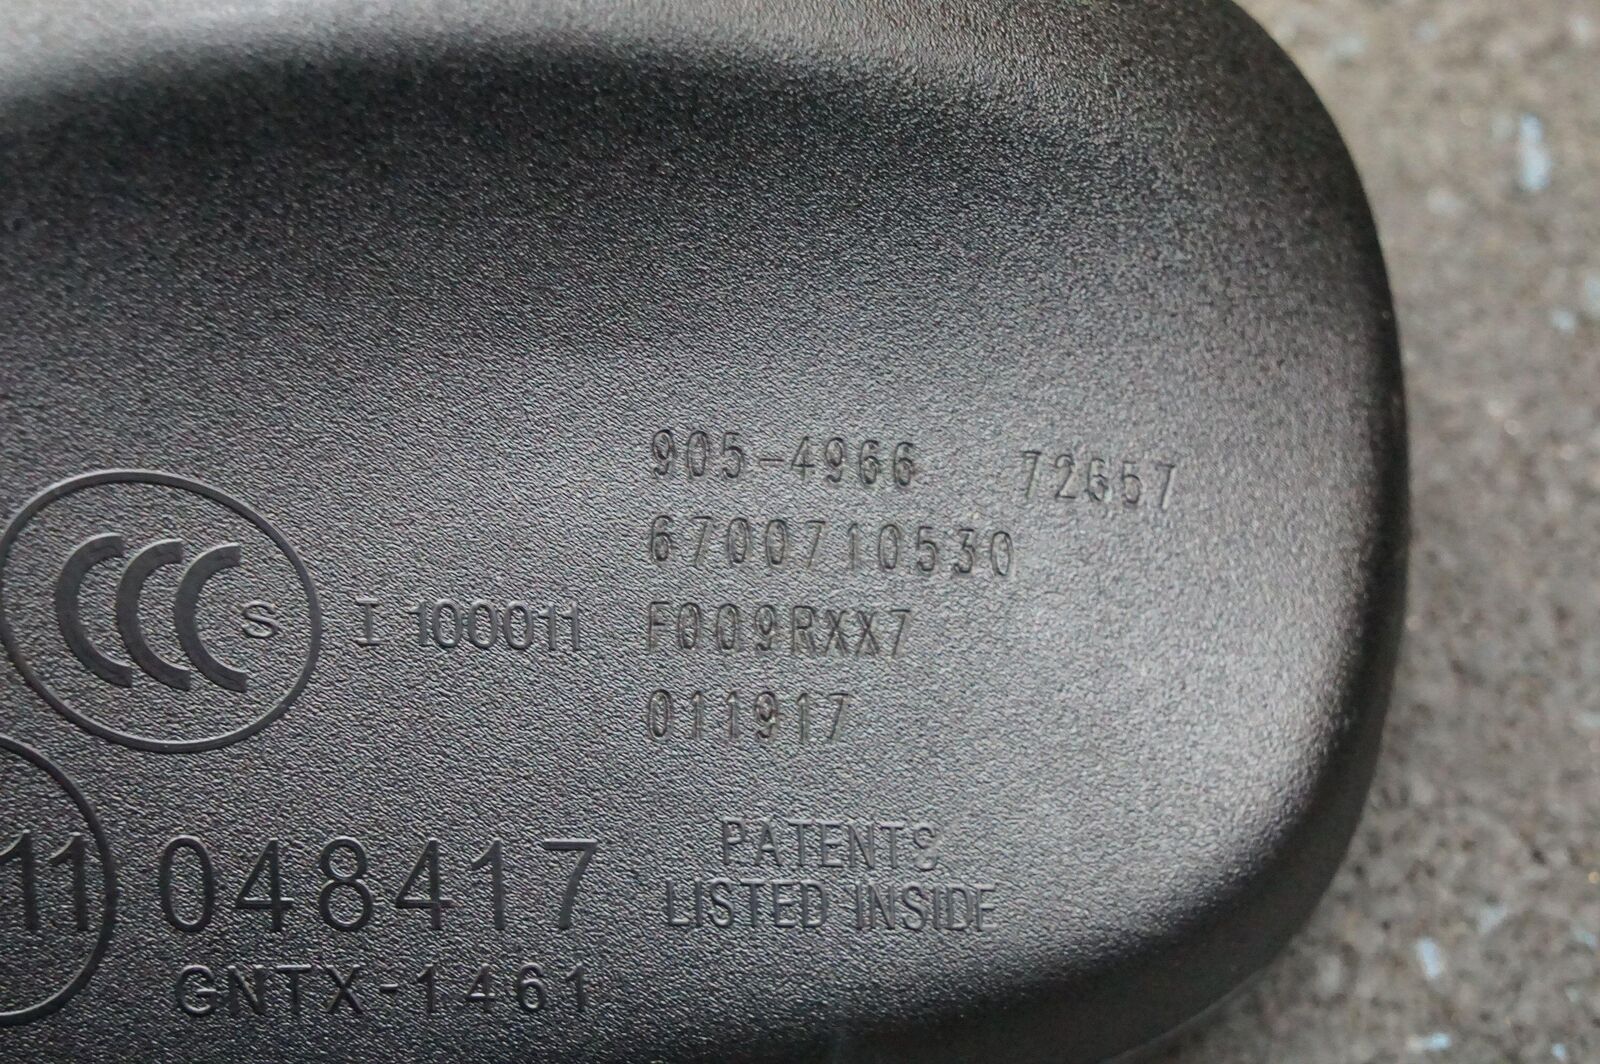 905-4966 72657
6700710530
CCC S I 100011 F009RXX7
011917
PATENTS
LISTED INSIDE
11 048417
GNTX-1461